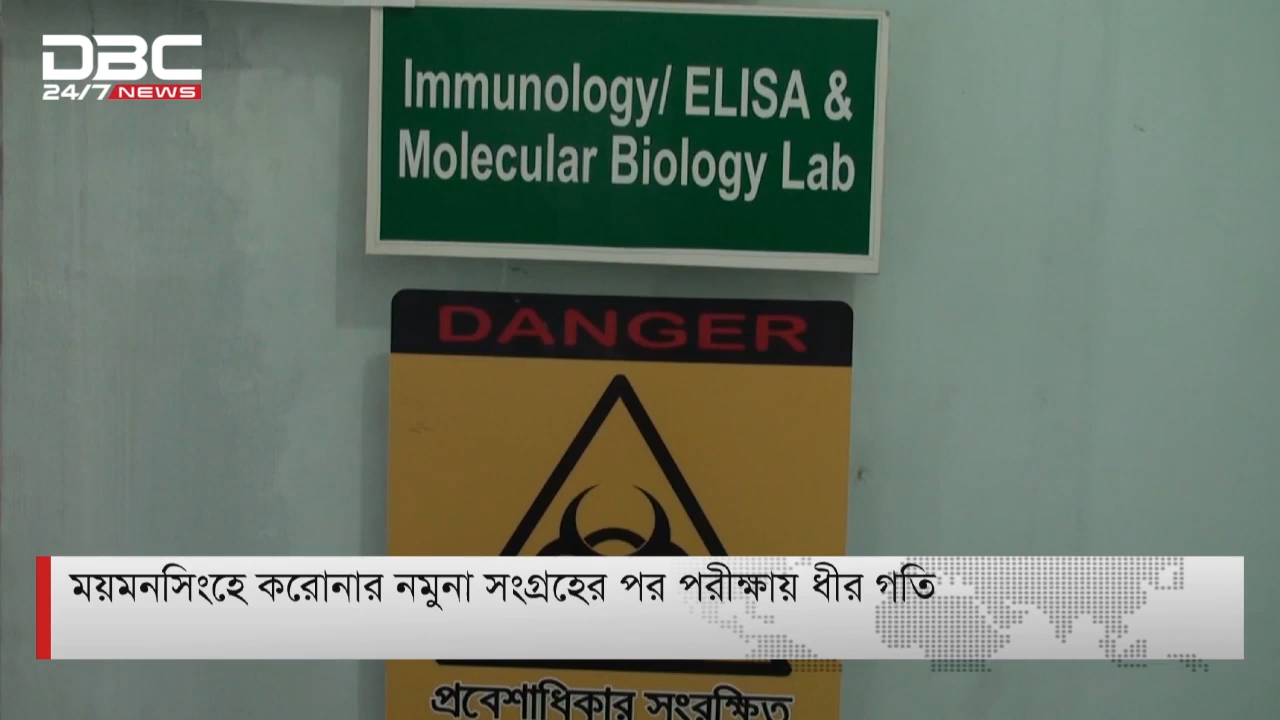 DBC
24/7 NEWS
Immunology/ ELISA &
Molecular Biology Lab
DANGER
ময়মনসিংহে করোনার নমুনা সংগ্রহের পর পরীক্ষায় ধীর গতি
প্রবেশাধিকার সংরক্ষিত